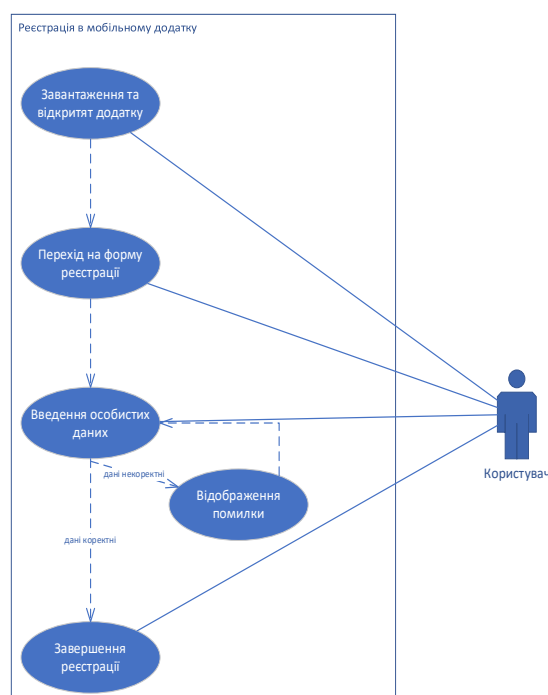 Реєстрація в мобільному додатку
Завантаження та
відкритят додатку
Перехід на форму
реєстрації
Введення особистих
даних
дані некоректні
Відображення
помилки
Користувач
дані коректні
Завершення
реєстрації